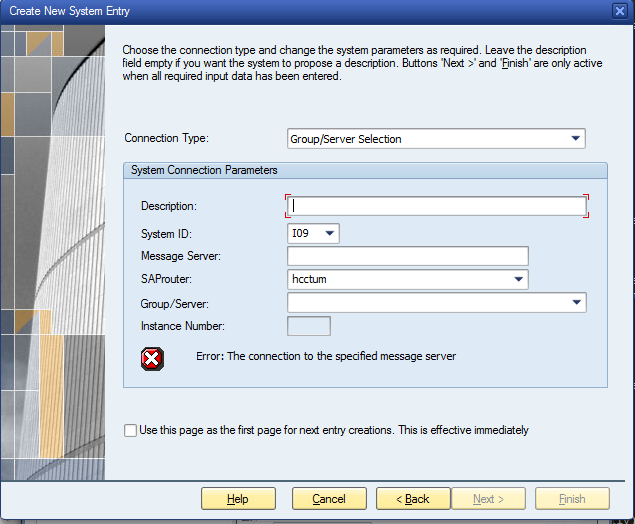 Create New System Entry
Choose the connection type and change the system parameters as required. Leave the description
field empty if you want the system to propose a description. Buttons 'Next >' and 'Finish' are only active
when all required input data has been entered.
Connection Type: Group/Server Selection
System Connection Parameters
Description:
System ID: I09
Message Server:
SAProuter: hcctum
Group/Server:
Instance Number:
Error: The connection to the specified message server
Use this page as the first page for next entry creations. This is effective immediately
Help Cancel < Back Next > Finish